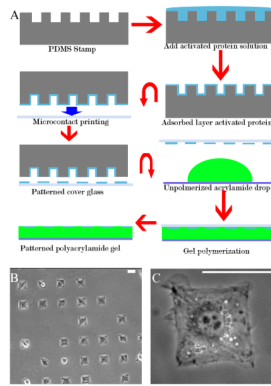 A
PDMS Stamp
Add activated protein solution
Microcontact printing
Adsorbed layer activated protein
Patterned cover glass
Unpolmerized acrylamide drop
Patterned polyacrylamide gel
Gel polymerization
B
C